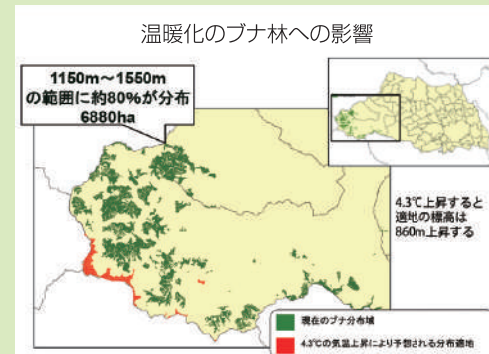 温暖化のブナ林への影響
1150m～1550m
の範囲に約80%が分布
6880ha
4.3℃上昇すると
適地の標高は
860m上昇する
現在のブナ分布域
4.3℃の気温上昇により予想される分布適地